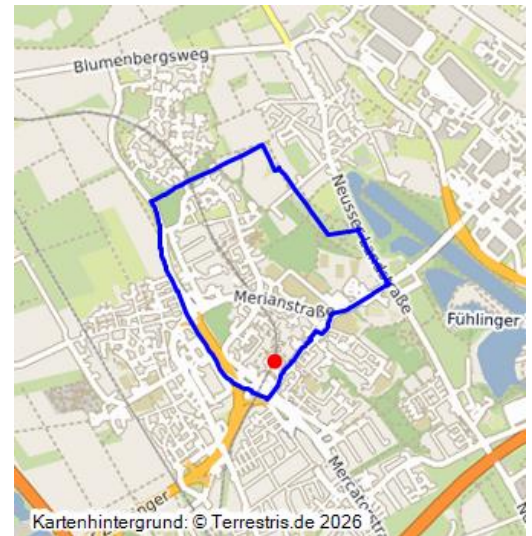 Blumenbergsweg
Neusser Landstraße
Merianstraße
Fühlinger
Mercatorstraße
Kartenhintergrund: © Terrestris.de 2026